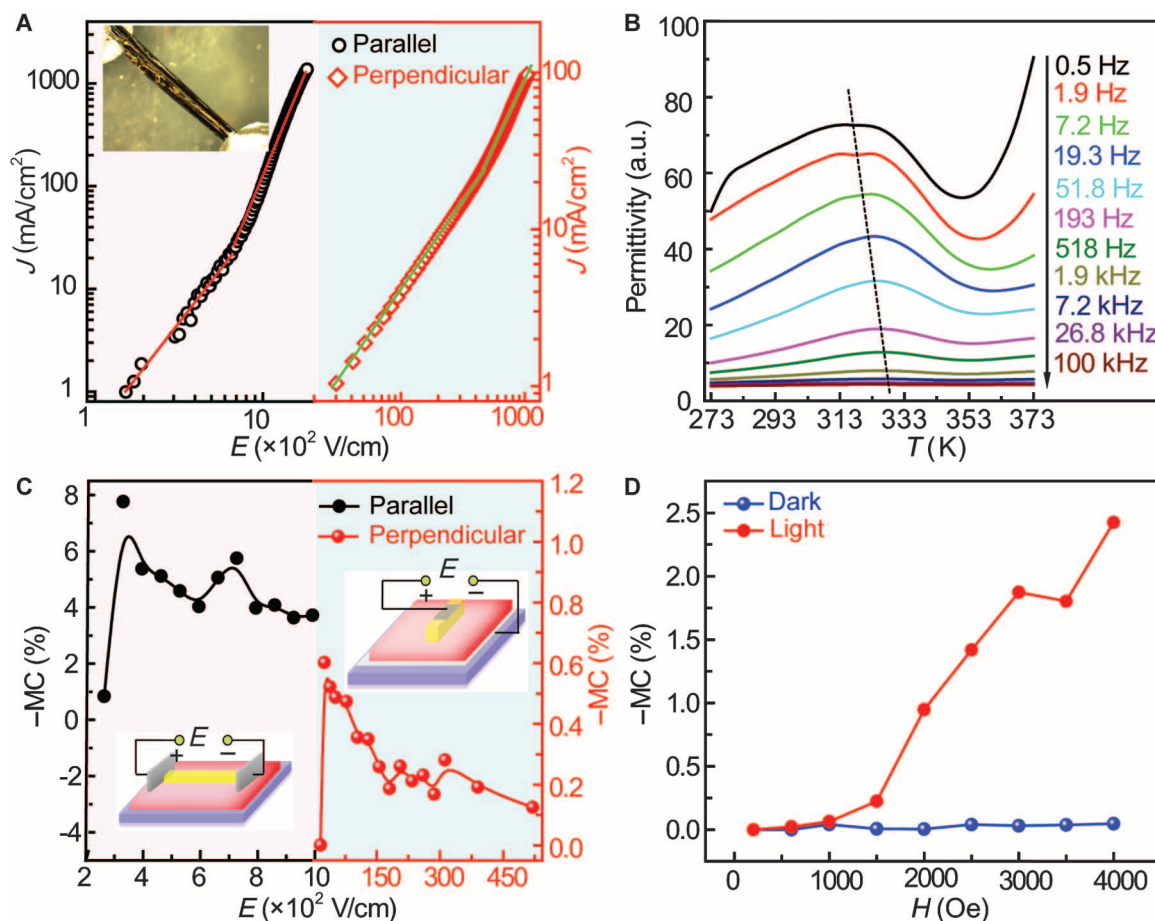 A
Parallel
Perpendicular
J (mA/cm²)
1000
100
10
1
1
10
100
1000
E (×10² V/cm)
100
10
1
J (mA/cm²)
B
Permittivity (a.u.)
100
80
60
40
20
0
273
293
313
333
353
373
T (K)
0.5 Hz
1.9 Hz
7.2 Hz
19.3 Hz
51.8 Hz
193 Hz
518 Hz
1.9 kHz
7.2 kHz
26.8 kHz
100 kHz
C
Parallel
Perpendicular
–MC (%)
8
6
4
2
0
-2
-4
2
4
6
8
10
150
300
450
E (×10² V/cm)
1.2
1.0
0.8
0.6
0.4
0.2
0.0
–MC (%)
E
+ −
E
+ −
D
Dark
Light
–MC (%)
2.5
2.0
1.5
1.0
0.5
0.0
0
1000
2000
3000
4000
H (Oe)